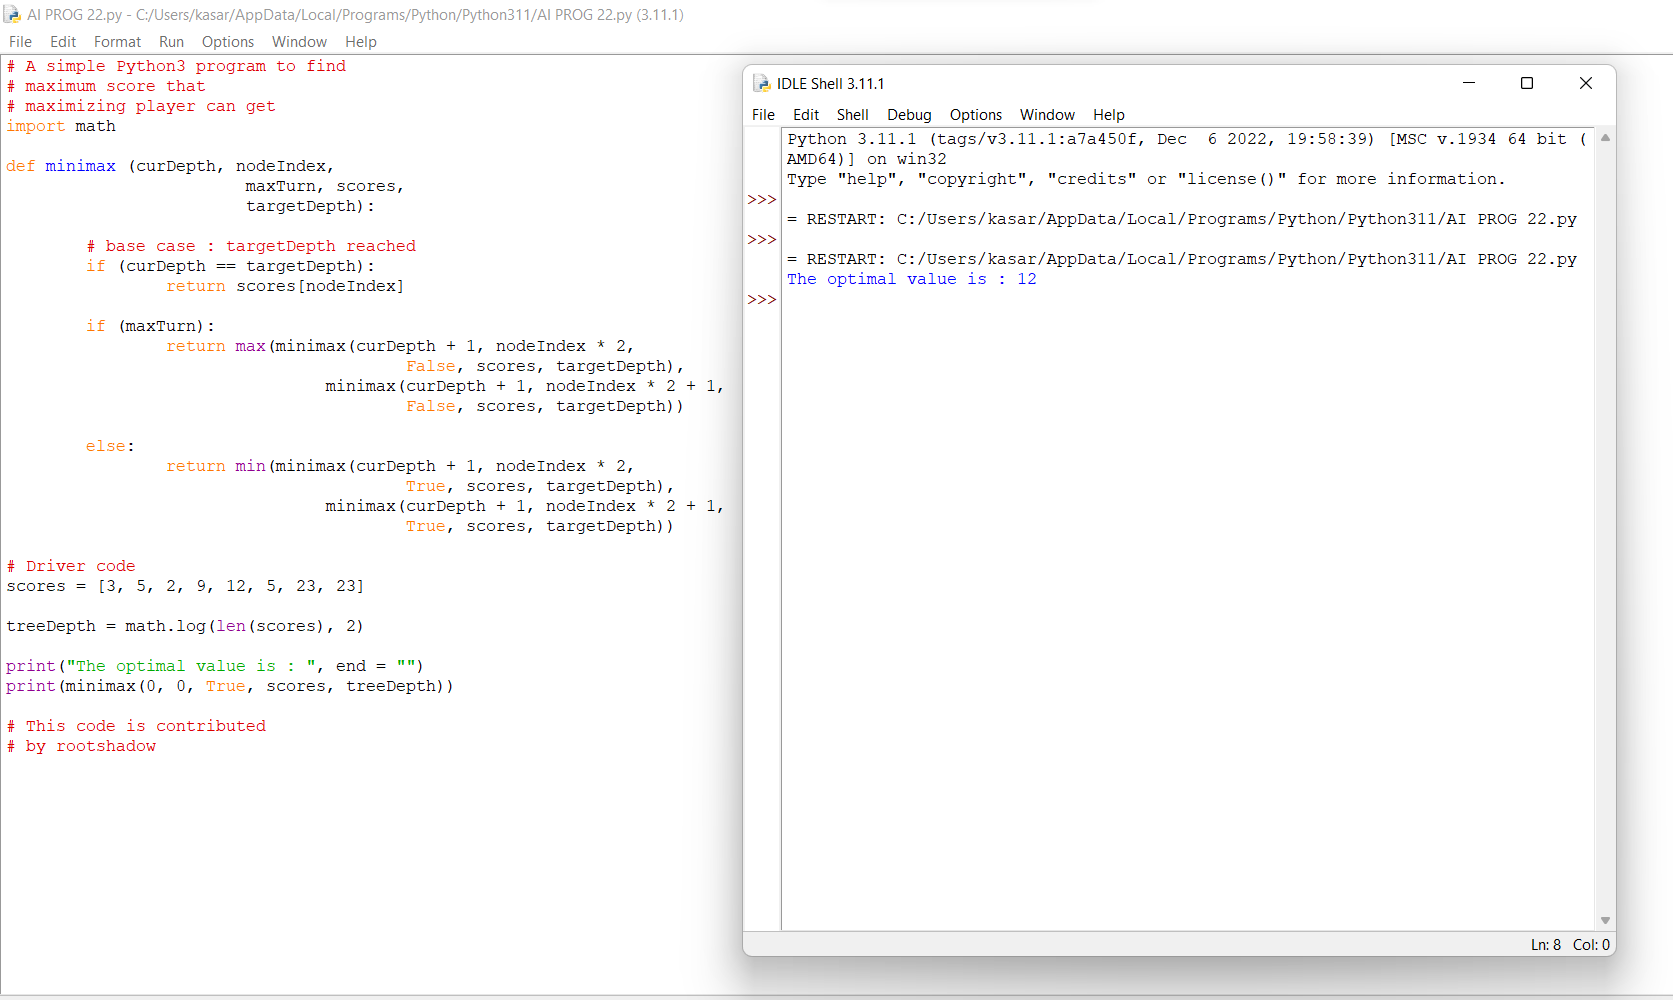 AI PROG 22.py - C:/Users/kasar/AppData/Local/Programs/Python/Python311/AI PROG 22.py (3.11.1)
File Edit Format Run Options Window Help
# A simple Python3 program to find
# maximum score that
# maximizing player can get
import math
def minimax (curDepth, nodeIndex,
maxTurn, scores,
targetDepth):
# base case : targetDepth reached
if (curDepth == targetDepth):
return scores[nodeIndex]
if (maxTurn):
return max(minimax(curDepth + 1, nodeIndex * 2,
False, scores, targetDepth),
minimax(curDepth + 1, nodeIndex * 2 + 1,
False, scores, targetDepth))
else:
return min(minimax(curDepth + 1, nodeIndex * 2,
True, scores, targetDepth),
minimax(curDepth + 1, nodeIndex * 2 + 1,
True, scores, targetDepth))
# Driver code
scores = [3, 5, 2, 9, 12, 5, 23, 23]
treeDepth = math.log(len(scores), 2)
print("The optimal value is : ", end = "")
print(minimax(0, 0, True, scores, treeDepth))
# This code is contributed
# by rootshadow
IDLE Shell 3.11.1
File Edit Shell Debug Options Window Help
Python 3.11.1 (tags/v3.11.1:a7a450f, Dec  6 2022, 19:58:39) [MSC v.1934 64 bit (
AMD64)] on win32
Type "help", "copyright", "credits" or "license()" for more information.
>>>
= RESTART: C:/Users/kasar/AppData/Local/Programs/Python/Python311/AI PROG 22.py
>>>
= RESTART: C:/Users/kasar/AppData/Local/Programs/Python/Python311/AI PROG 22.py
The optimal value is : 12
>>>
Ln: 8 Col: 0